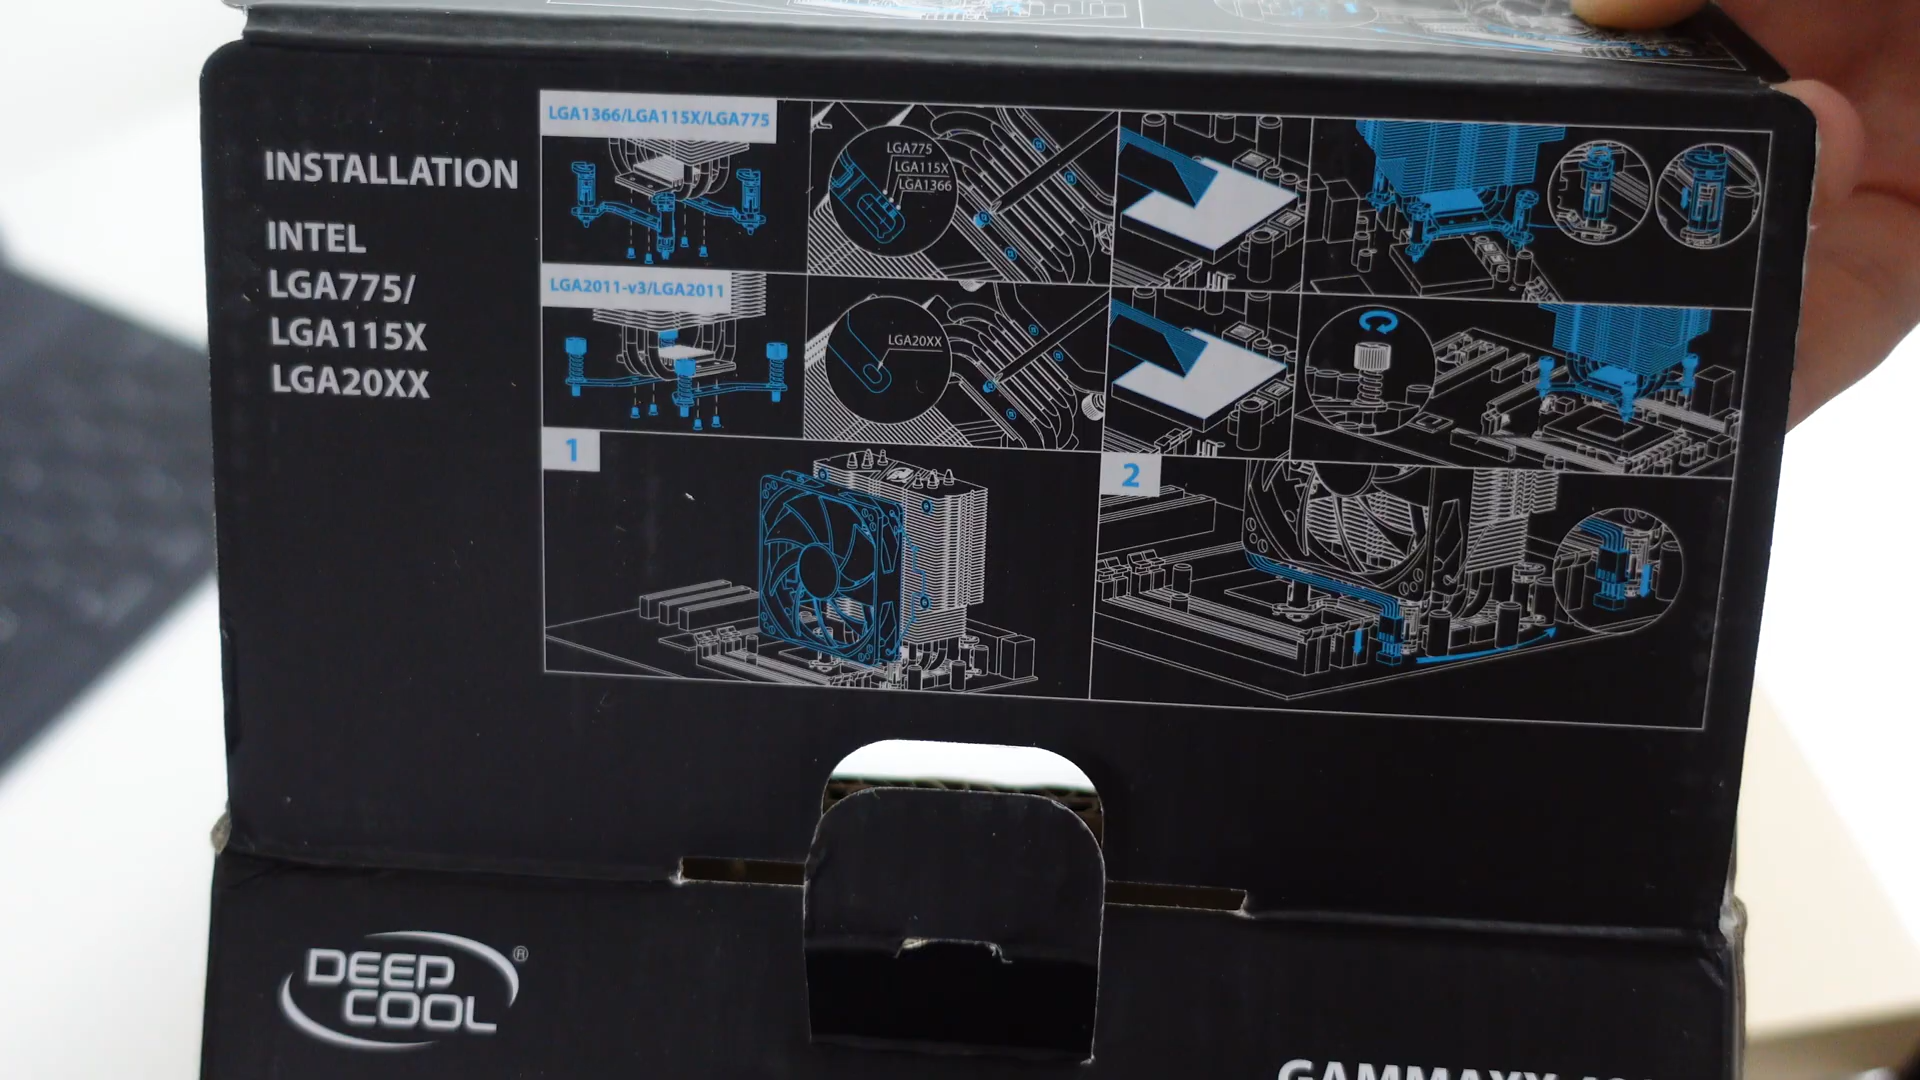 INSTALLATION
INTEL
LGA775/
LGA115X
LGA20XX
LGA1366/LGA115X/LGA775
LGA775
LGA115X
LGA1366
LGA2011-v3/LGA2011
LGA20XX
1
2
DEEP
COOL
®
GAMMAXX